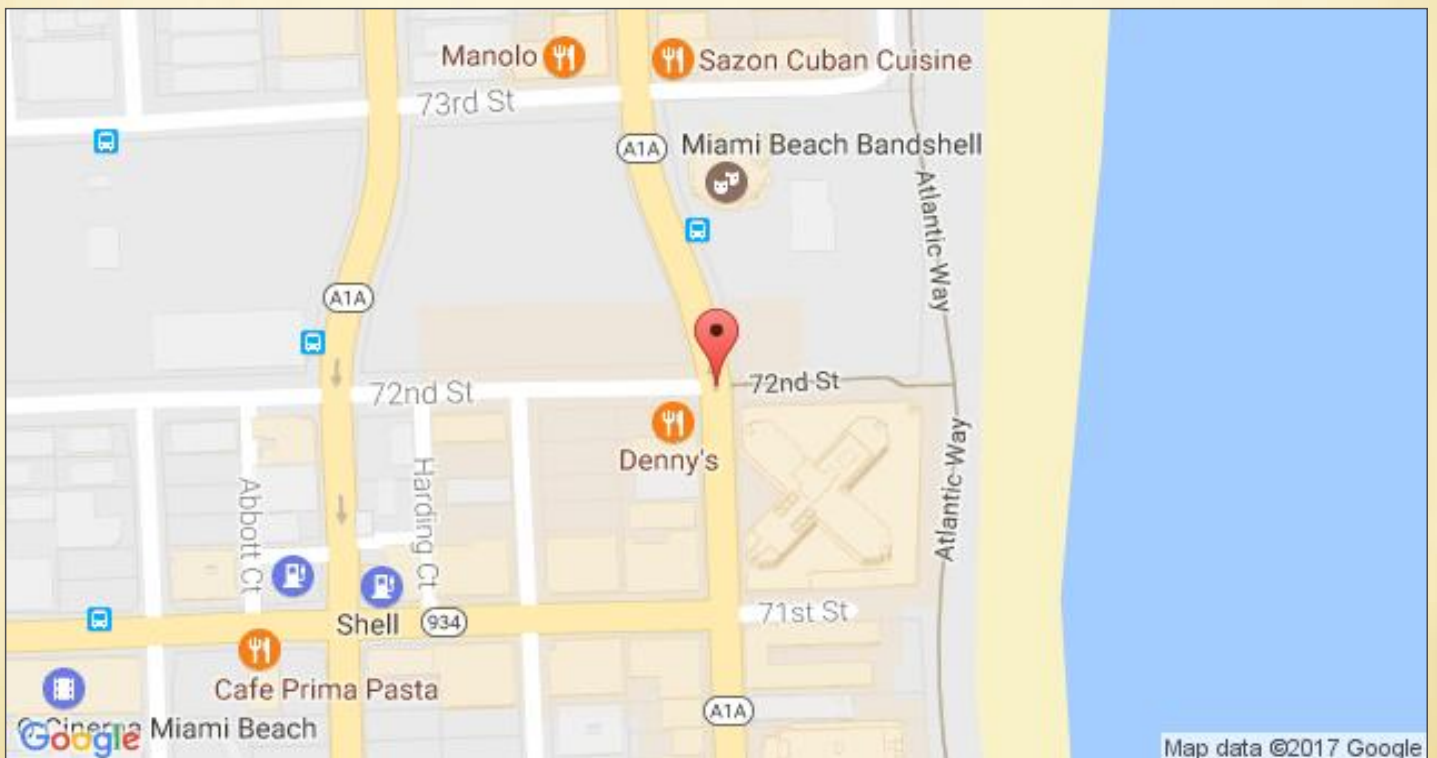 Manolo
Sazon Cuban Cuisine
73rd St
A1A
Miami Beach Bandshell
Atlantic Way
A1A
72nd St
72nd St
Denny's
Atlantic Way
Abbott Ct
Harding Ct
Shell
934
71st St
Cafe Prima Pasta
A1A
Cinema Miami Beach
Google
Map data ©2017 Google